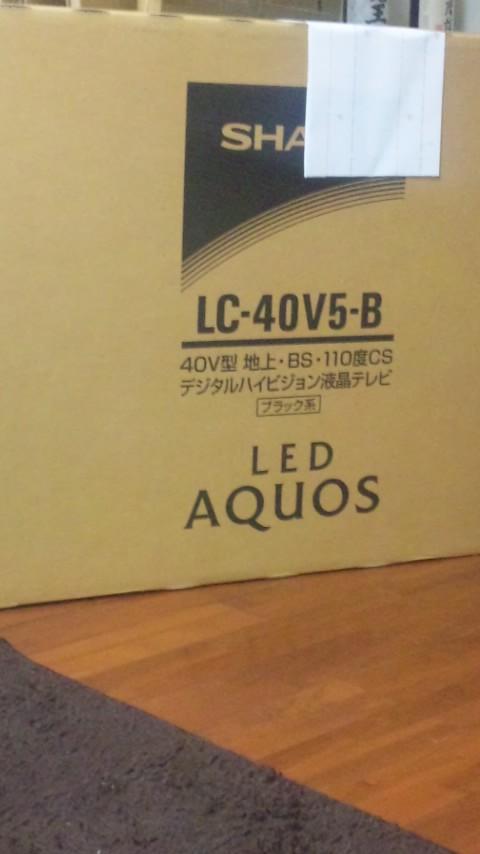 SHA
LC-40V5-B
40V型 地上・BS・110度CS
デジタルハイビジョン液晶テレビ
ブラック系
LED
AQUOS